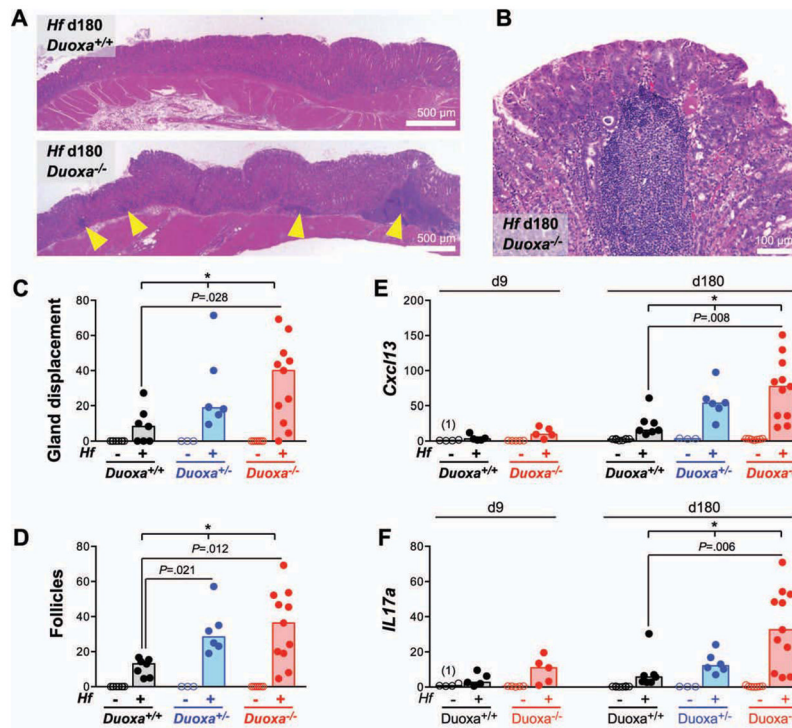 A
Hf d180
Duoxa+/+
500 µm
Hf d180
Duoxa-/-
500 µm
B
Hf d180
Duoxa-/-
100 µm
C
Gland displacement
80
60
40
20
0
*
P=.028
Hf - + - + - +
Duoxa+/+ Duoxa+/- Duoxa-/-
D
Follicles
80
60
40
20
0
*
P=.012
P=.021
Hf - + - + - +
Duoxa+/+ Duoxa+/- Duoxa-/-
E
d9 d180
Cxcl13
200
150
100
50
0
*
P=.008
(1)
Hf - + - + - + - + - +
Duoxa+/+ Duoxa-/- Duoxa+/+ Duoxa+/- Duoxa-
F
d9 d180
IL17a
80
60
40
20
0
*
P=.006
(1)
Hf - + - + - + - + - +
Duoxa+/+ Duoxa-/- Duoxa+/+ Duoxa+/- Duoxa-